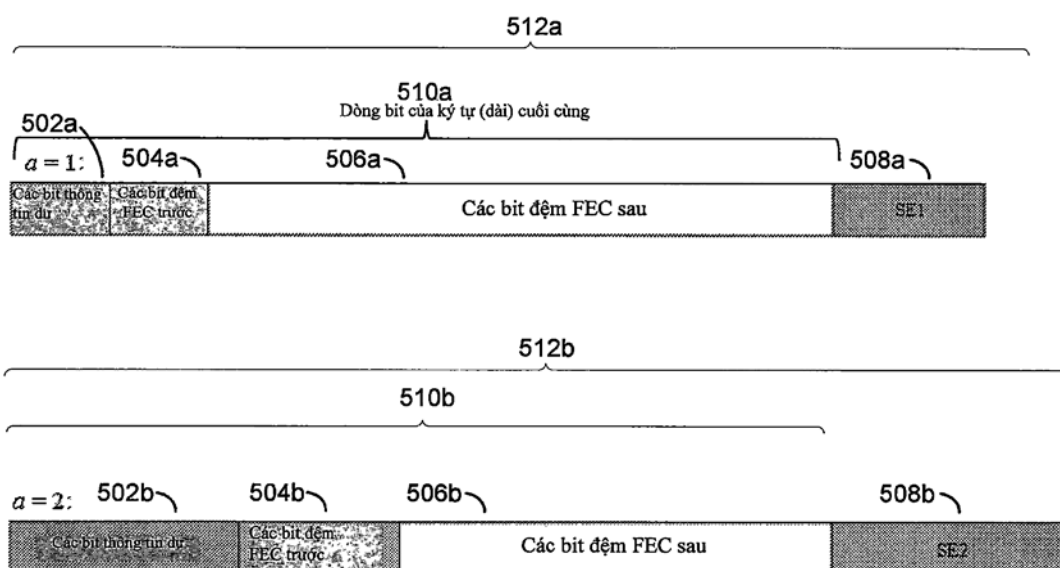 512a
510a
Dòng bit của ký tự (dài) cuối cùng
502a
a = 1:
504a
506a
508a
Các bit thông
tin dư
Các bit đệm
FEC trước
Các bit đệm FEC sau
SE1
512b
510b
a = 2:
502b
504b
506b
508b
Các bit thông tin dư
Các bit đệm
FEC trước
Các bit đệm FEC sau
SE2